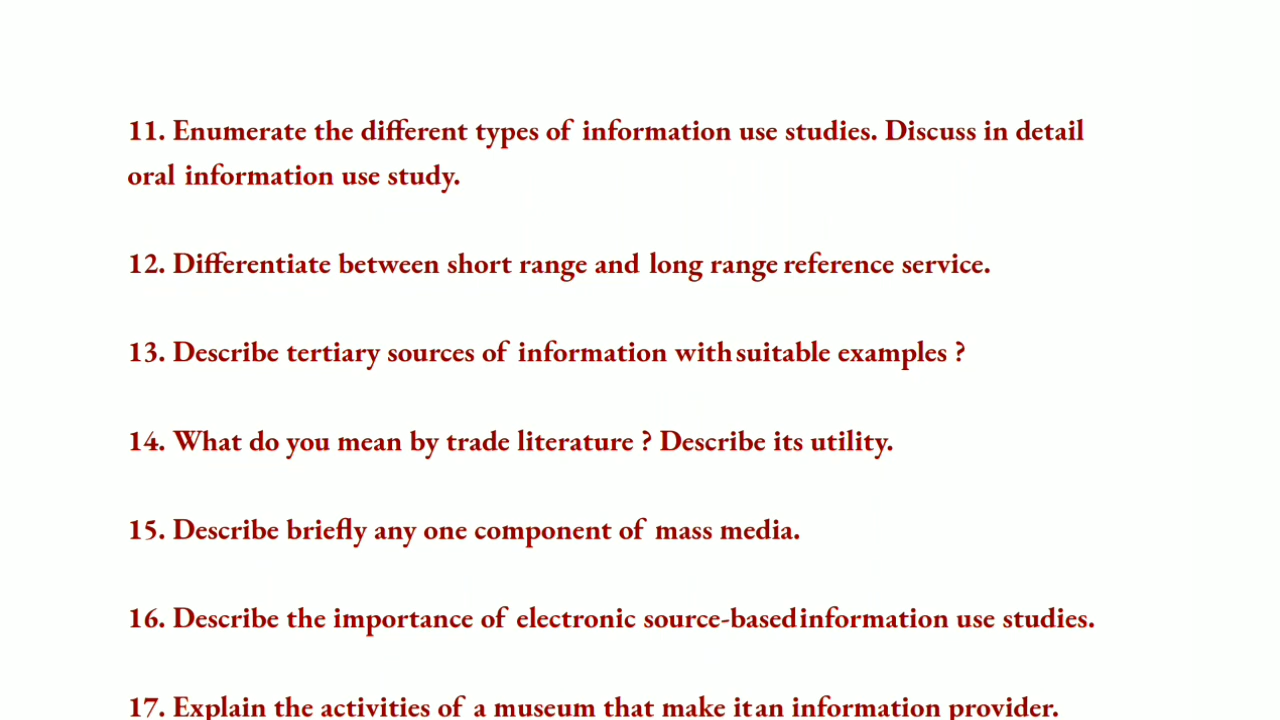 11. Enumerate the different types of information use studies. Discuss in detail
oral information use study.
12. Differentiate between short range and long range reference service.
13. Describe tertiary sources of information with suitable examples ?
14. What do you mean by trade literature ? Describe its utility.
15. Describe briefly any one component of mass media.
16. Describe the importance of electronic source-based information use studies.
17. Explain the activities of a museum that make it an information provider.